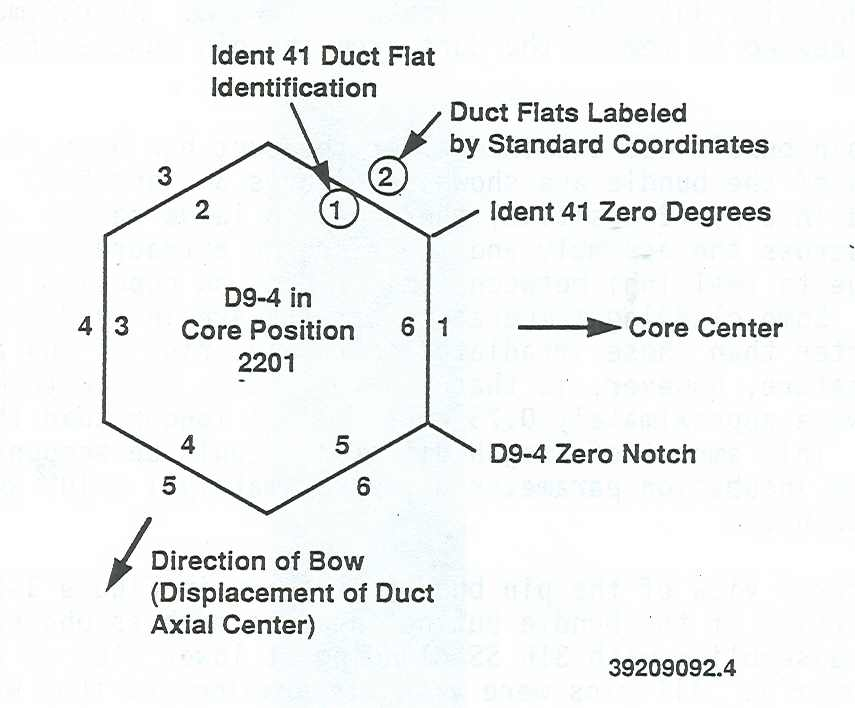 Ident 41 Duct Flat
Identification
Duct Flats Labeled
by Standard Coordinates
3
2
2
1
Ident 41 Zero Degrees
D9-4 in
4 3
Core Position
6 1
Core Center
2201
4
5
D9-4 Zero Notch
5
6
Direction of Bow
(Displacement of Duct
Axial Center)
39209092.4